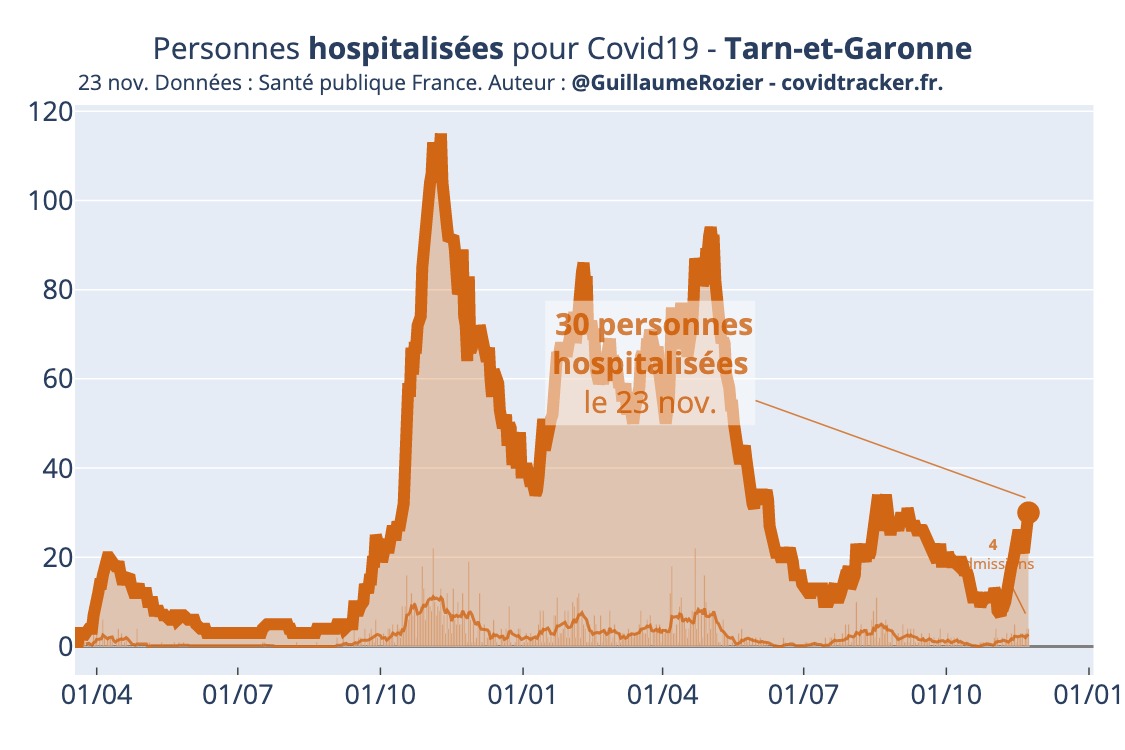 Personnes hospitalisées pour Covid19 - Tarn-et-Garonne
23 nov. Données : Santé publique France. Auteur : @GuillaumeRozier - covidtracker.fr.
120
100
80
60
40
20
0
30 personnes
hospitalisées
le 23 nov.
4
01/04 01/07 01/10 01/01 01/04 01/07 01/10 01/01